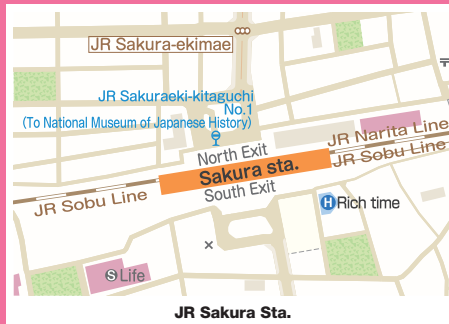 JR Sakura-ekimae
JR Sakuraeki-kitaguchi
No.1
(To National Museum of Japanese History)
North Exit
JR Narita Line
JR Sobu Line
Sakura sta.
JR Sobu Line
South Exit
H Rich time
×
S Life
〒
JR Sakura Sta.